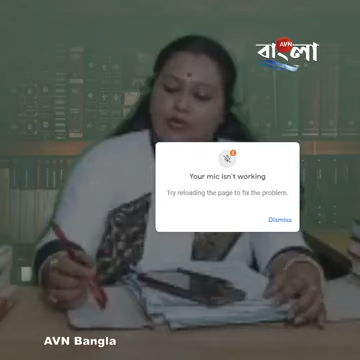 বাংলা
AVN
Your mic isn't working
Try reloading the page to fix the problem.
Dismiss
AVN Bangla